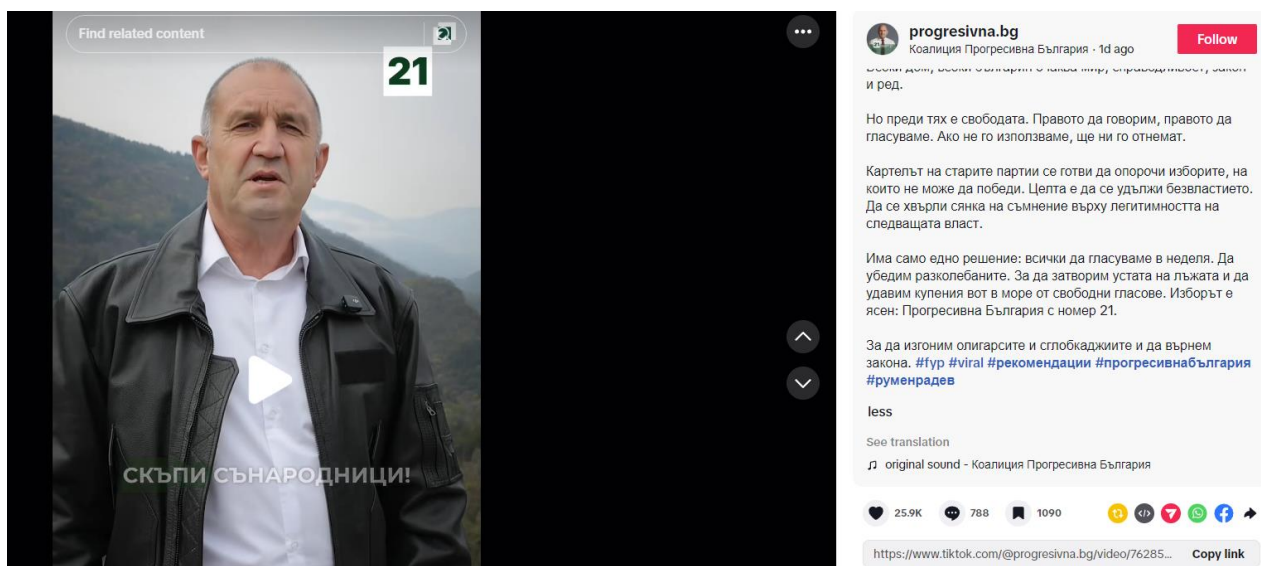 Find related content
21
СКЪПИ СЪНАРОДНИЦИ!
progresivna.bg
Коалиция Прогресивна България · 1d ago
Follow
и ред.
Но преди тях е свободата. Правото да говорим, правото да
гласуваме. Ако не го използваме, ще ни го отнемат.
Картелът на старите партии се готви да опорочи изборите, на
които не може да победи. Целта е да се удължи безвластието.
Да се хвърли сянка на съмнение върху легитимността на
следващата власт.
Има само едно решение: всички да гласуваме в неделя. Да
убедим разколебаните. За да затворим устата на лъжата и да
удавим купения вот в море от свободни гласове. Изборът е
ясен: Прогресивна България с номер 21.
За да изгоним олигарсите и сглобкаджиите и да върнем
закона. #fyp #viral #рекомендации #прогресивнабългария
#руменрадев
less
See translation
original sound - Коалиция Прогресивна България
25.9K 788 1090
https://www.tiktok.com/@progresivna.bg/video/76285... Copy link